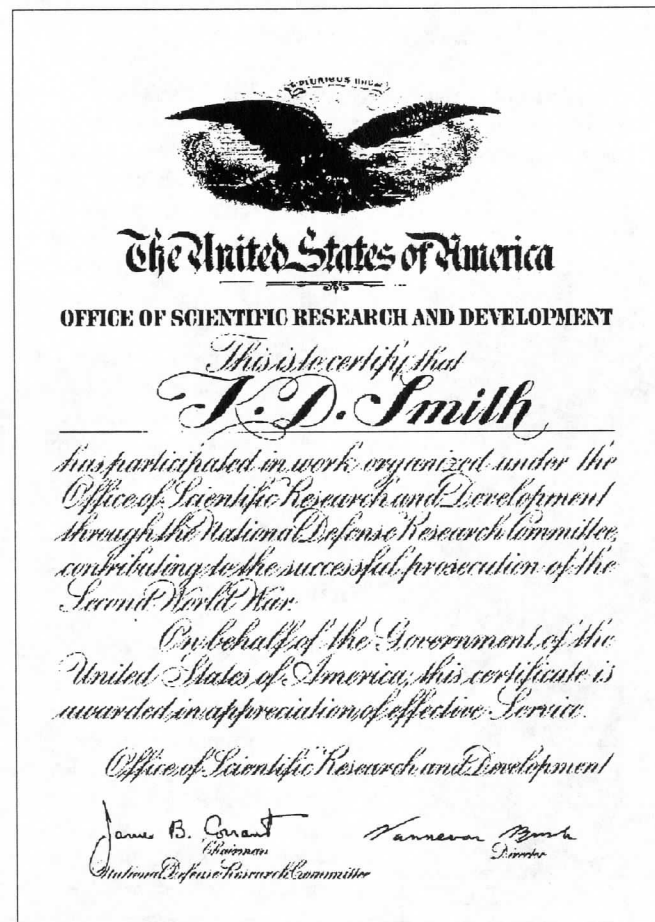 E PLURIBUS UNUM
The United States of America
OFFICE OF SCIENTIFIC RESEARCH AND DEVELOPMENT
This is to certify that
K. D. Smith
has participated in work organized under the
Office of Scientific Research and Development
through the National Defense Research Committee,
contributing to the successful prosecution of the
Second World War.
On behalf of the Government of the
United States of America, this certificate is
awarded in appreciation of effective Service.
Office of Scientific Research and Development
James B. Conant Vannevar Bush
Chairman Director
National Defense Research Committee